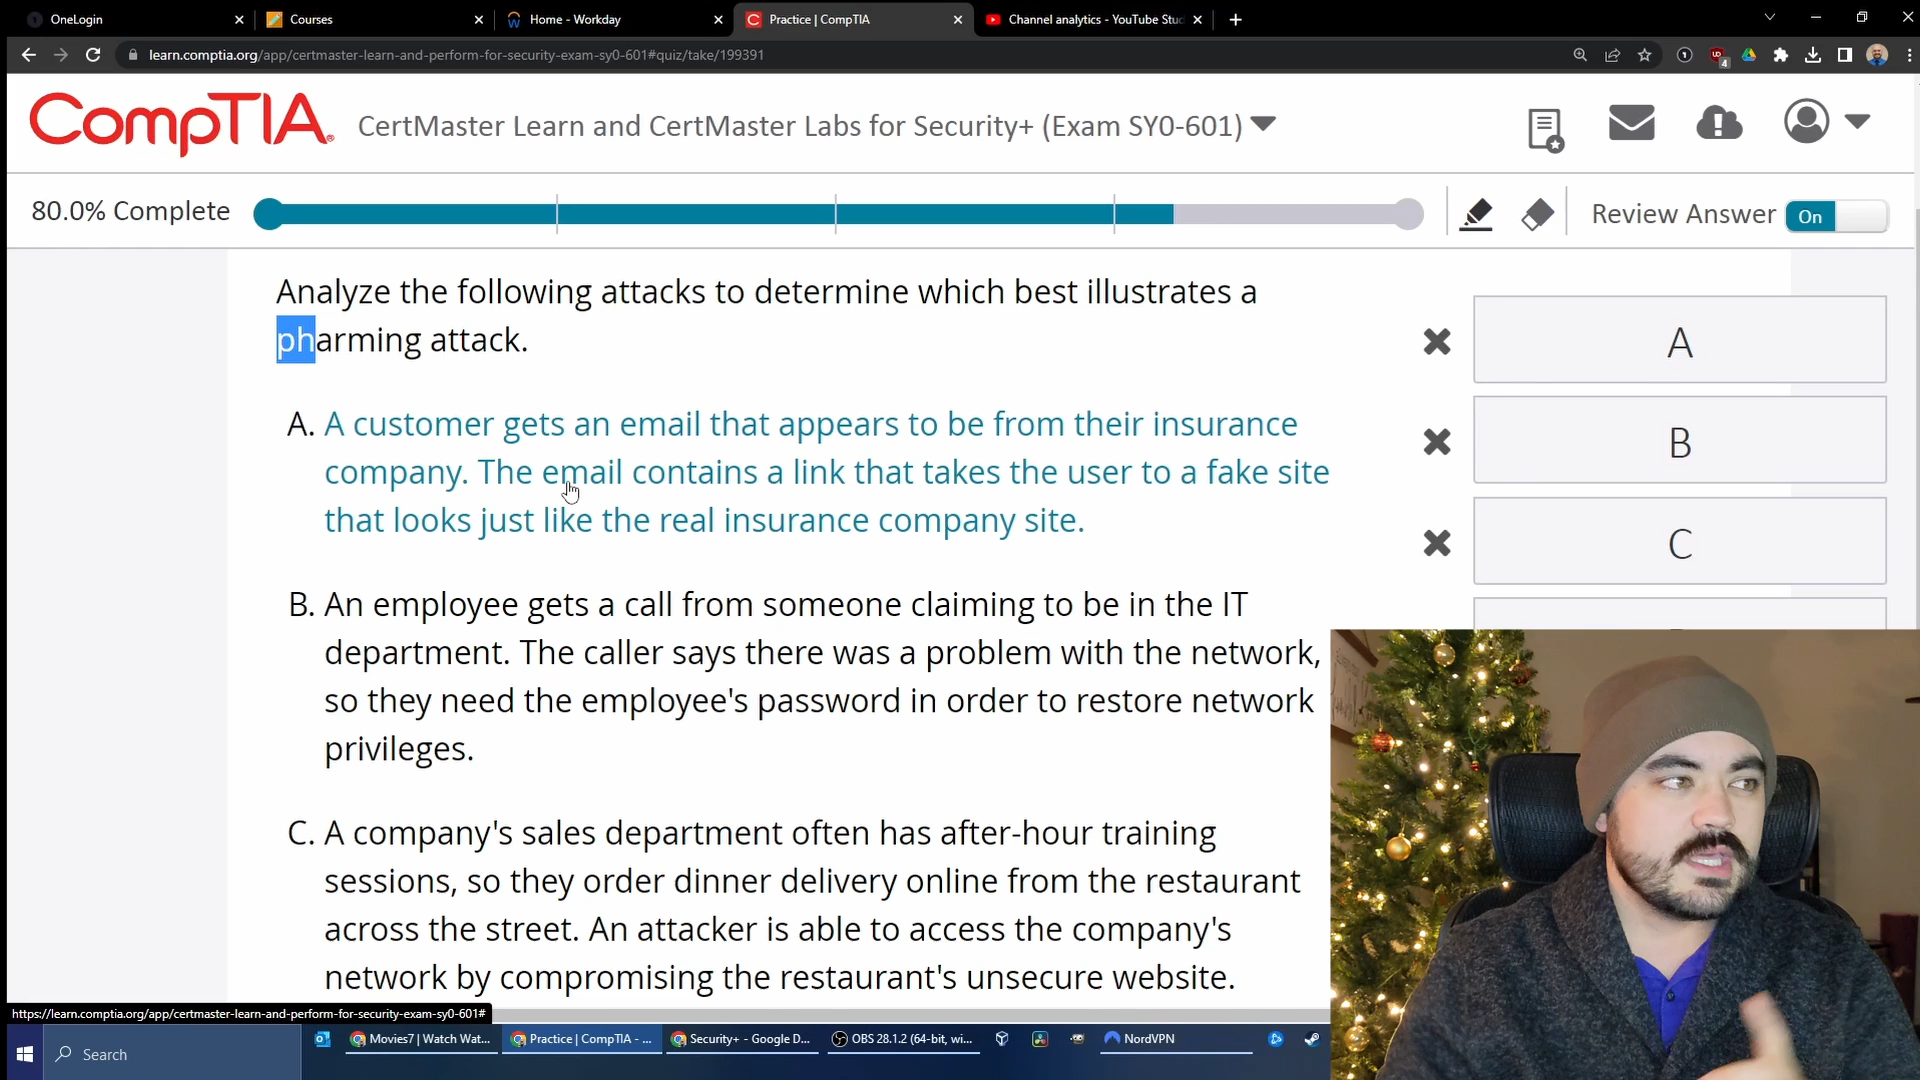 OneLogin
Courses
Home - Workday
Practice | CompTIA
Channel analytics - YouTube Stu
learn.comptia.org/app/certmaster-learn-and-perform-for-security-exam-sy0-601#quiz/take/199391
4
CompTIA.
CertMaster Learn and CertMaster Labs for Security+ (Exam SY0-601)
80.0% Complete
Review Answer
On
Analyze the following attacks to determine which best illustrates a
pharming attack.
A. A customer gets an email that appears to be from their insurance
company. The email contains a link that takes the user to a fake site
that looks just like the real insurance company site.
B. An employee gets a call from someone claiming to be in the IT
department. The caller says there was a problem with the network,
so they need the employee's password in order to restore network
privileges.
C. A company's sales department often has after-hour training
sessions, so they order dinner delivery online from the restaurant
across the street. An attacker is able to access the company's
network by compromising the restaurant's unsecure website.
A
B
C
https://learn.comptia.org/app/certmaster-learn-and-perform-for-security-exam-sy0-601#
Search
Movies7 | Watch Wat...
Practice | CompTIA - ...
Security+ - Google D...
OBS 28.1.2 (64-bit, wi...
NordVPN